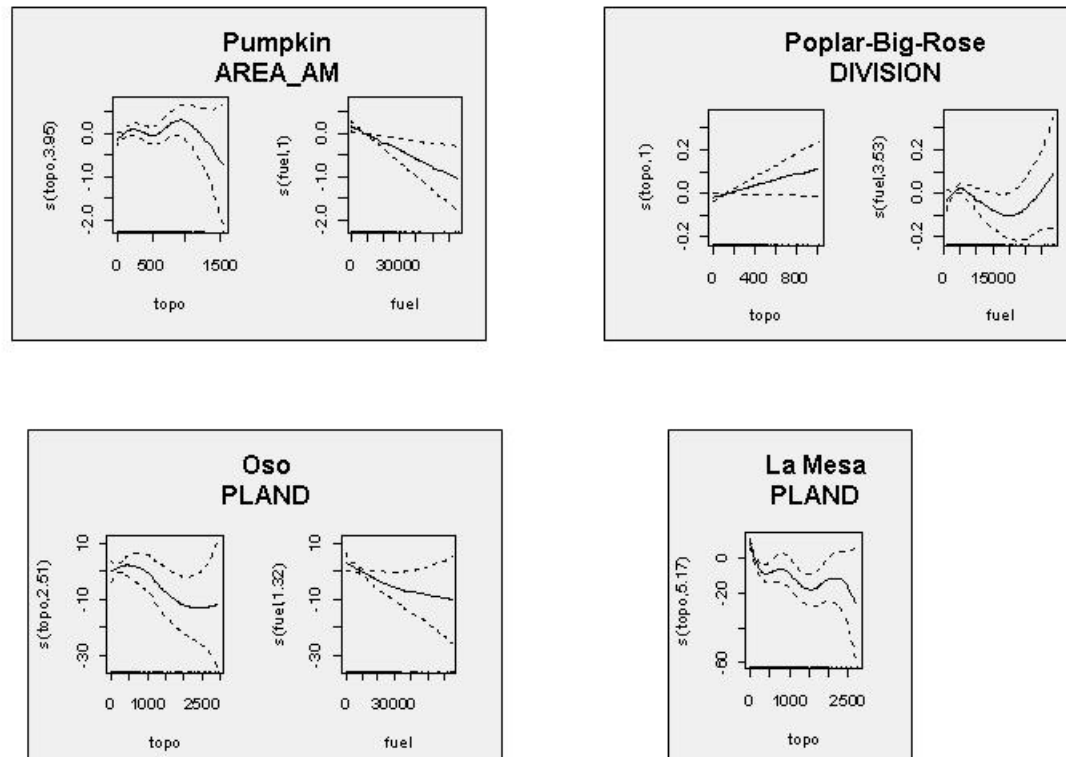 Pumpkin
AREA_AM
s(topo,3.95)
0.0
-1.0
-2.0
0 500 1500
topo
s(fuel,1)
0.0
-1.0
-2.0
0 30000
fuel
Poplar-Big-Rose
DIVISION
s(topo,1)
0.2
0.0
-0.2
0 400 800
topo
s(fuel,3.53)
0.2
0.0
-0.2
0 15000
fuel
Oso
PLAND
s(topo,2.51)
10
-10
-30
0 1000 2500
topo
s(fuel,1.32)
10
-10
-30
0 30000
fuel
La Mesa
PLAND
s(topo,5.17)
0
-20
-60
0 1000 2500
topo